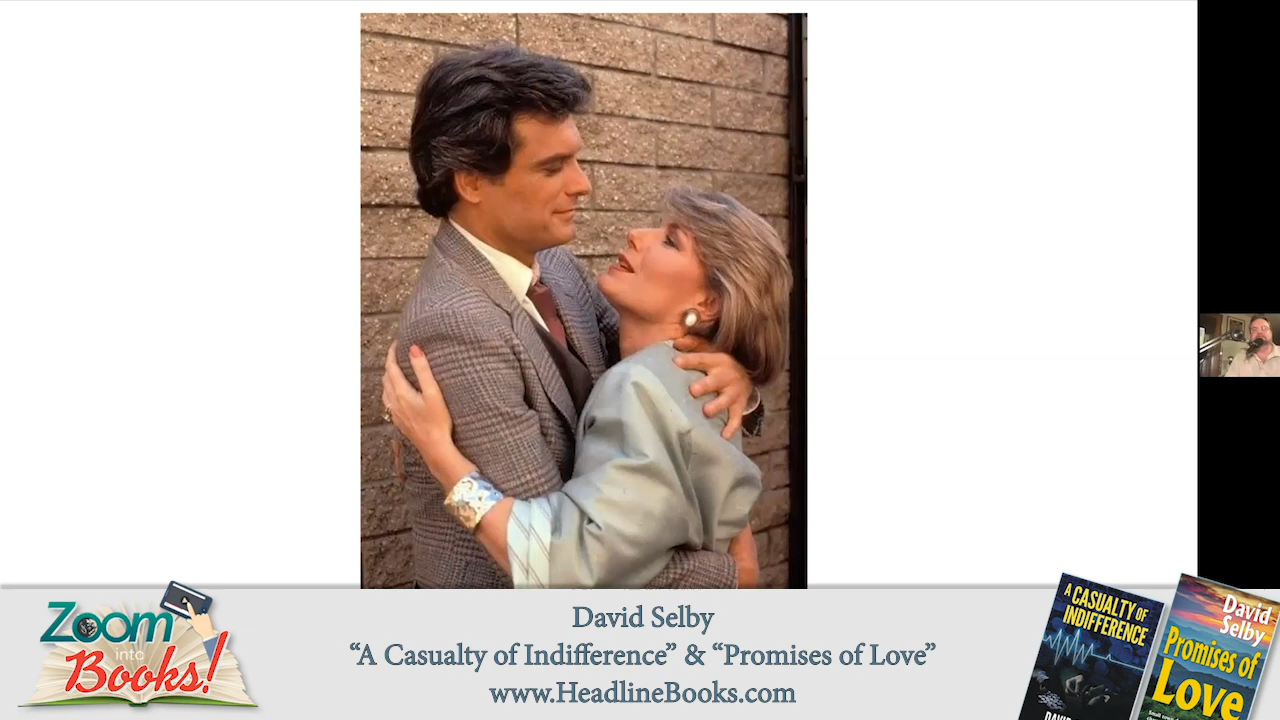 Zoom
into
Books!
David Selby
“A Casualty of Indifference” & “Promises of Love”
www.HeadlineBooks.com
A CASUALTY OF
INDIFFERENCE
David
Selby
Promises of
Love